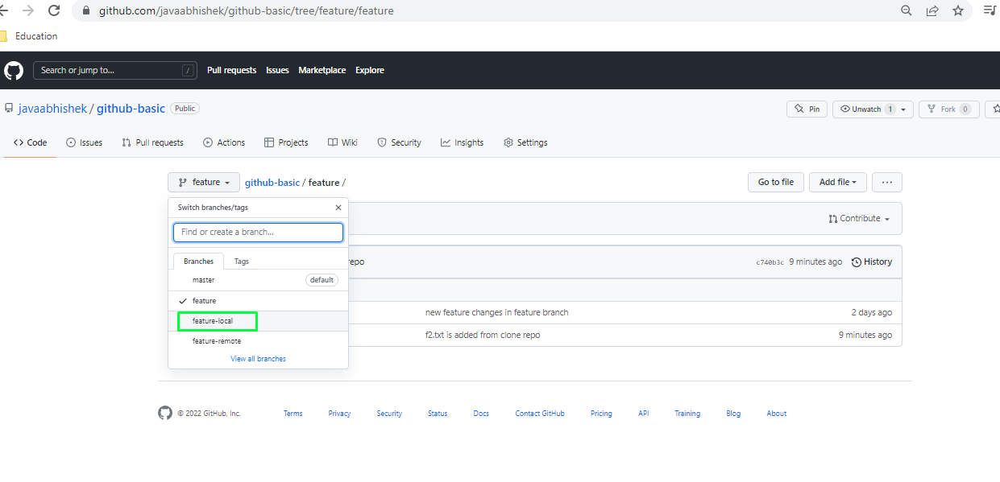 github.com/javaabhishek/github-basic/tree/feature/feature
Education
Search or jump to... /
Pull requests Issues Marketplace Explore
javaabhishek / github-basic Public
Pin Unwatch 1 Fork 0
Code Issues Pull requests Actions Projects Wiki Security Insights Settings
feature github-basic / feature / Go to file Add file ...
Switch branches/tags
Contribute
Find or create a branch...
Branches Tags repo c740b3c 9 minutes ago History
master default
feature
new feature changes in feature branch 2 days ago
feature-local
f2.txt is added from clone repo 9 minutes ago
feature-remote
View all branches
© 2022 GitHub, Inc. Terms Privacy Security Status Docs Contact GitHub Pricing API Training Blog About